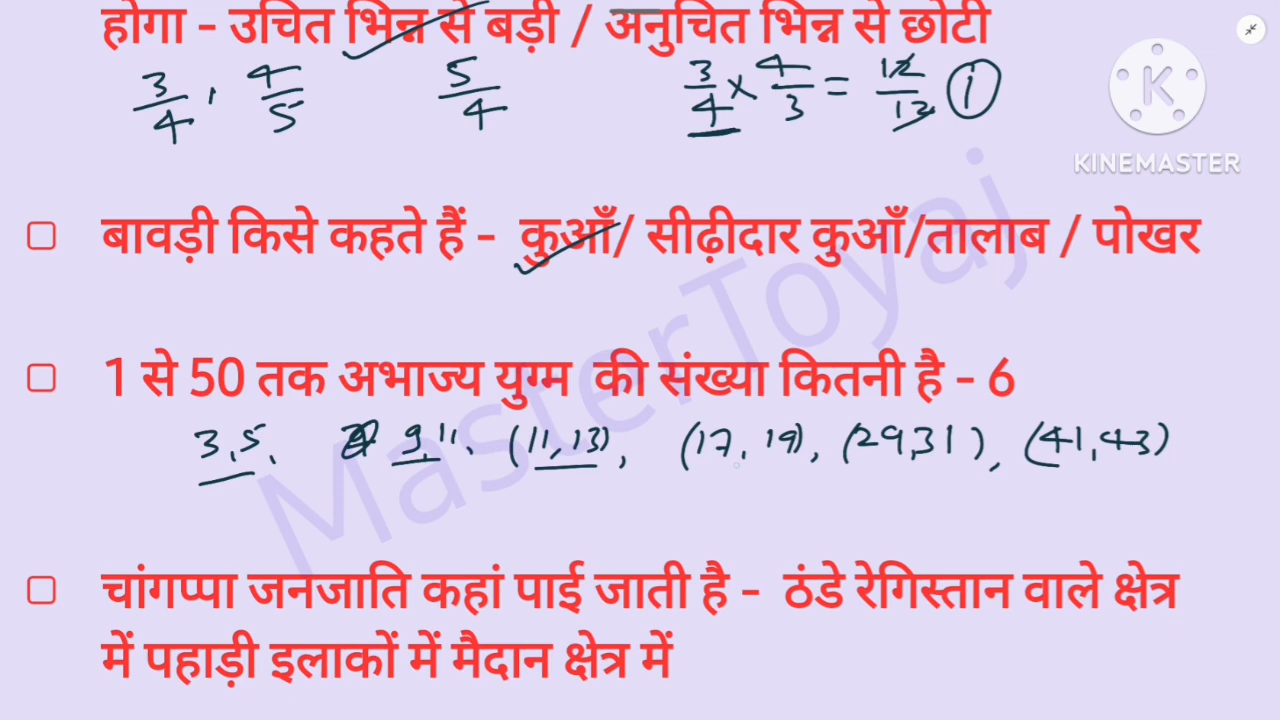 होगा - उचित भिन्न से बड़ी / अनुचित भिन्न से छोटी
3/4 , 4/5 5/4 3/4 × 4/3 = 12/12 1
KINEMASTER
बावड़ी किसे कहते हैं - कुआँ/ सीढ़ीदार कुआँ/तालाब / पोखर
1 से 50 तक अभाज्य युग्म की संख्या कितनी है - 6
3,5, 9,11, (11,13), (17,19), (29,31), (41,43)
MasterToyaj
चांगप्पा जनजाति कहां पाई जाती है - ठंडे रेगिस्तान वाले क्षेत्र
में पहाड़ी इलाकों में मैदान क्षेत्र में